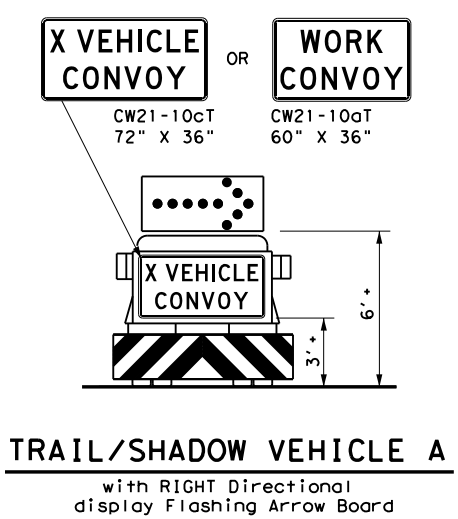 X VEHICLE
CONVOY
OR
WORK
CONVOY
CW21-10cT
72" X 36"
CW21-10aT
60" X 36"
X VEHICLE
CONVOY
6' +
3' +
TRAIL/SHADOW VEHICLE A
with RIGHT Directional
display Flashing Arrow Board